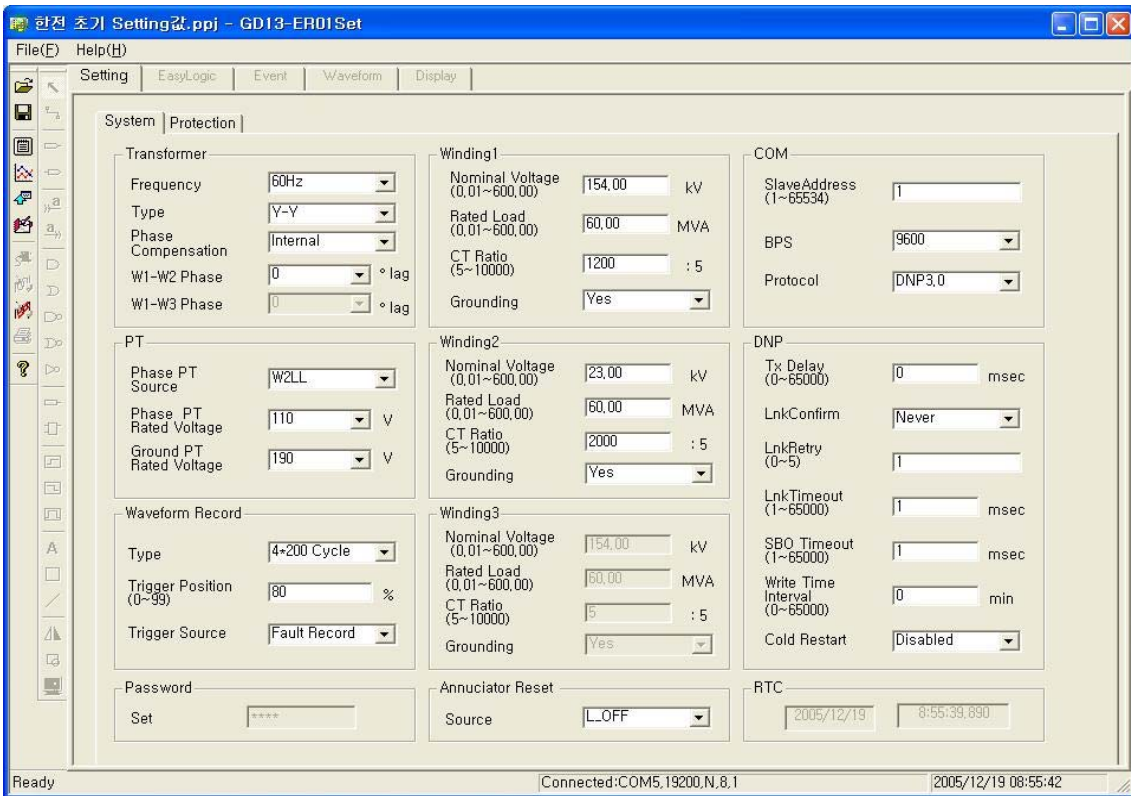 한전 초기 Setting값.ppj - GD13-ER01Set
File(F) Help(H)
Setting EasyLogic Event Waveform Display
System Protection
Transformer
Frequency 60Hz
Type Y-Y
Phase
Compensation Internal
W1-W2 Phase 0 ° lag
W1-W3 Phase 0 ° lag
PT
Phase PT
Source W2LL
Phase PT
Rated Voltage 110 V
Ground PT
Rated Voltage 190 V
Waveform Record
Type 4*200 Cycle
Trigger Position
(0~99) 80 %
Trigger Source Fault Record
Password
Set ****
Winding1
Nominal Voltage
(0,01~600,00) 154,00 kV
Rated Load
(0,01~600,00) 60,00 MVA
CT Ratio
(5~10000) 1200 : 5
Grounding Yes
Winding2
Nominal Voltage
(0,01~600,00) 23,00 kV
Rated Load
(0,01~600,00) 60,00 MVA
CT Ratio
(5~10000) 2000 : 5
Grounding Yes
Winding3
Nominal Voltage
(0,01~600,00) 154,00 kV
Rated Load
(0,01~600,00) 60,00 MVA
CT Ratio
(5~10000) 5 : 5
Grounding Yes
Annuciator Reset
Source L_OFF
COM
SlaveAddress
(1~65534) 1
BPS 9600
Protocol DNP3,0
DNP
Tx Delay
(0~65000) 0 msec
LnkConfirm Never
LnkRetry
(0~5) 1
LnkTimeout
(1~65000) 1 msec
SBO Timeout
(1~65000) 1 msec
Write Time
Interval
(0~65000) 0 min
Cold Restart Disabled
RTC
2005/12/19 8:55:39,890
Ready Connected:COM5,19200,N,8,1 2005/12/19 08:55:42